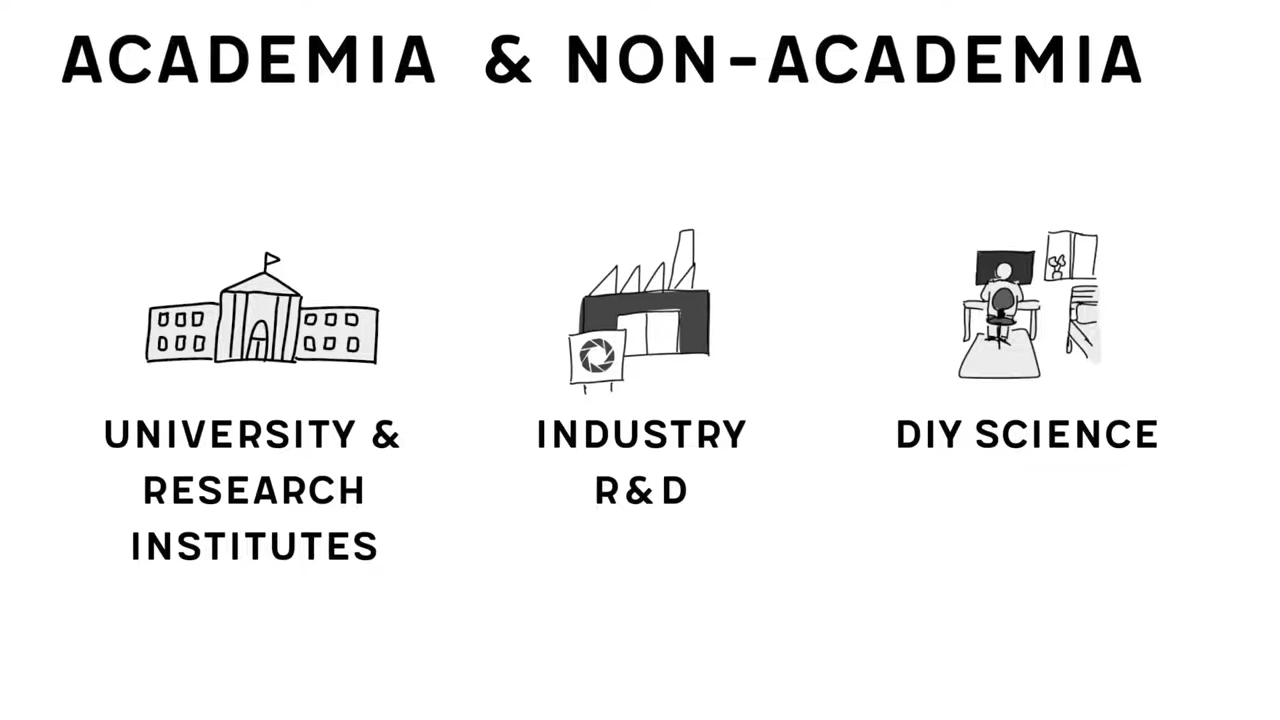 ACADEMIA & NON-ACADEMIA
UNIVERSITY &
RESEARCH
INSTITUTES
INDUSTRY
R & D
DIY SCIENCE